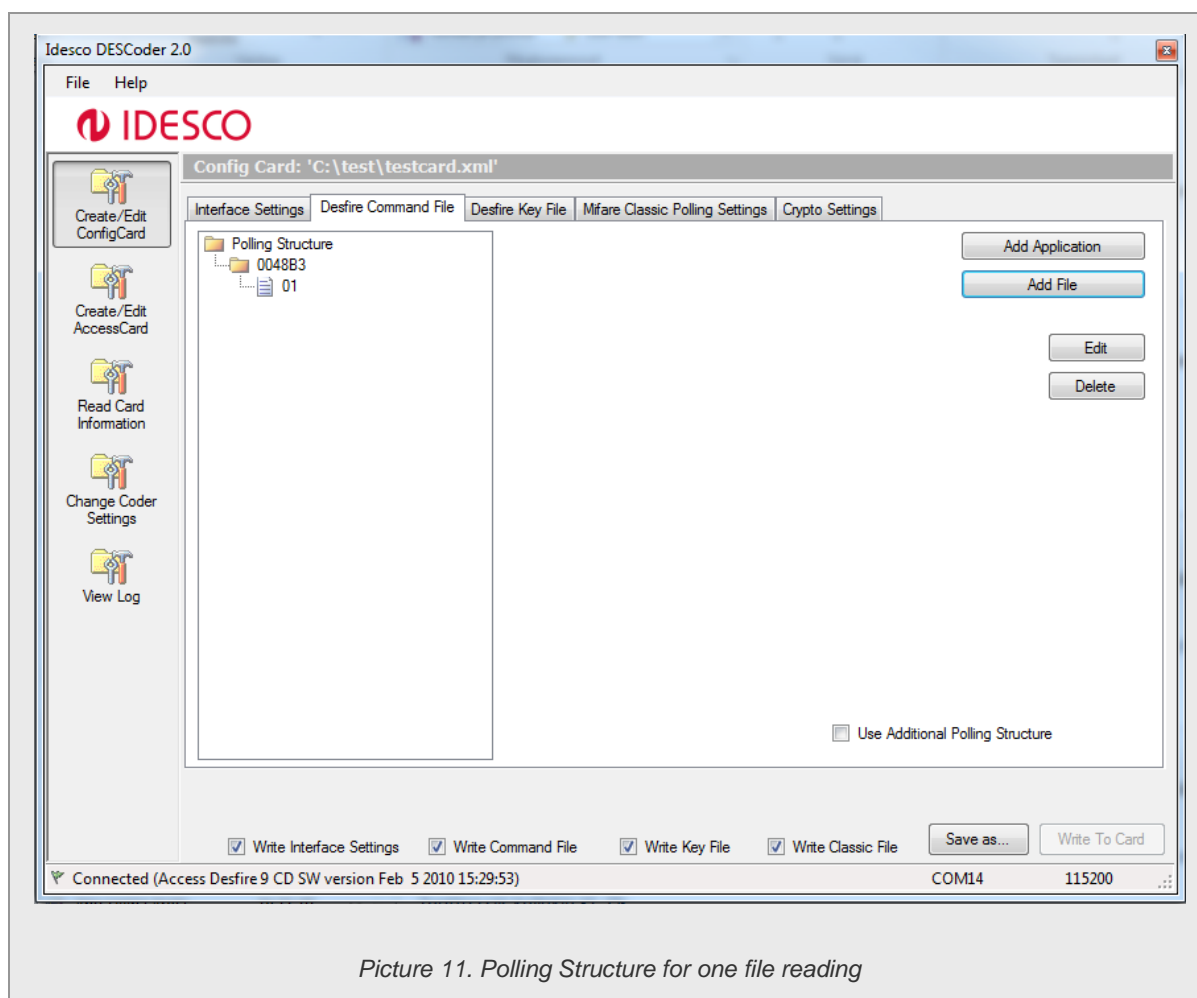 Idesco DESCoder 2.0
File Help
IDESCO
Config Card: 'C:\test\testcard.xml'
Create/Edit
ConfigCard
Create/Edit
AccessCard
Read Card
Information
Change Coder
Settings
View Log
Interface Settings Desfire Command File Desfire Key File Mifare Classic Polling Settings Crypto Settings
Polling Structure
0048B3
01
Add Application
Add File
Edit
Delete
Use Additional Polling Structure
Write Interface Settings Write Command File Write Key File Write Classic File Save as... Write To Card
Connected (Access Desfire 9 CD SW version Feb 5 2010 15:29:53) COM14 115200
Picture 11. Polling Structure for one file reading